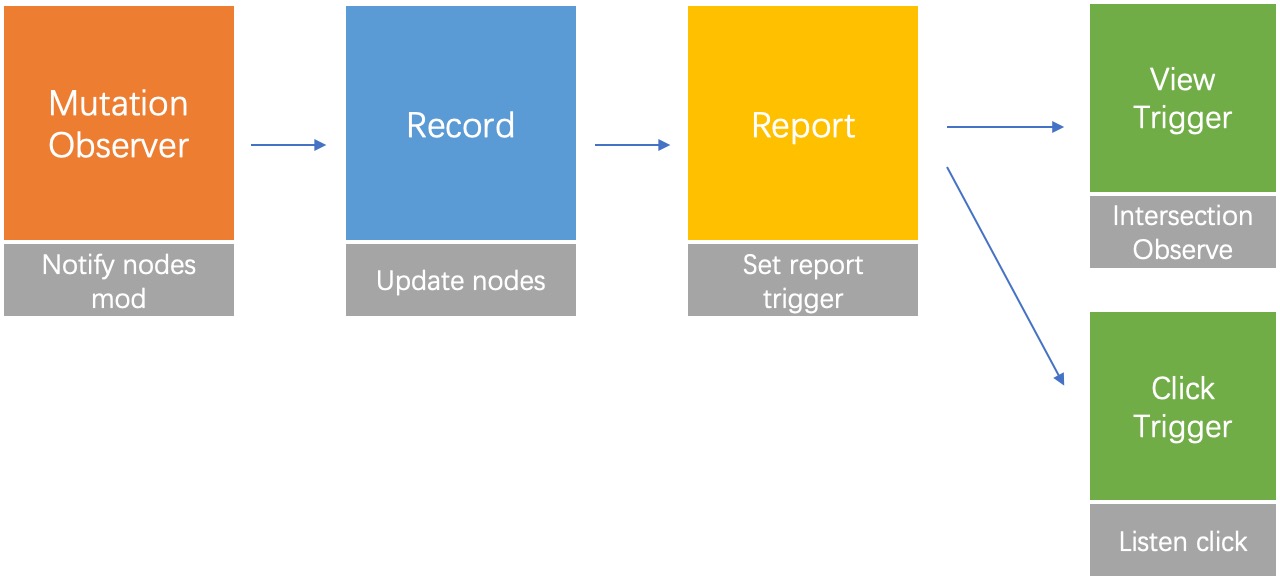 Mutation
Observer
Notify nodes
mod
Record
Update nodes
Report
Set report
trigger
View
Trigger
Intersection
Observe
Click
Trigger
Listen click